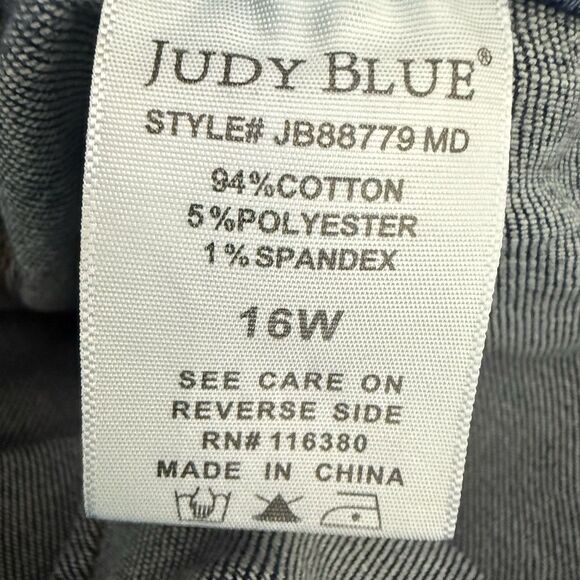 JUDY BLUE®
STYLE# JB88779 MD
94%COTTON
5%POLYESTER
1%SPANDEX
16W
SEE CARE ON
REVERSE SIDE
RN# 116380
MADE IN CHINA